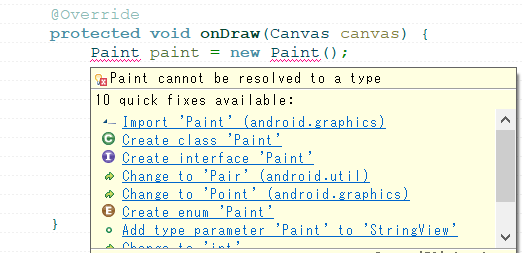 @Override
protected void onDraw(Canvas canvas) {
Paint paint = new Paint();
Paint cannot be resolved to a type
10 quick fixes available:
Import 'Paint' (android.graphics)
Create class 'Paint'
Create interface 'Paint'
Change to 'Pair' (android.util)
Change to 'Point' (android.graphics)
Create enum 'Paint'
Add type parameter 'Paint' to 'StringView'
Change to 'int'
}